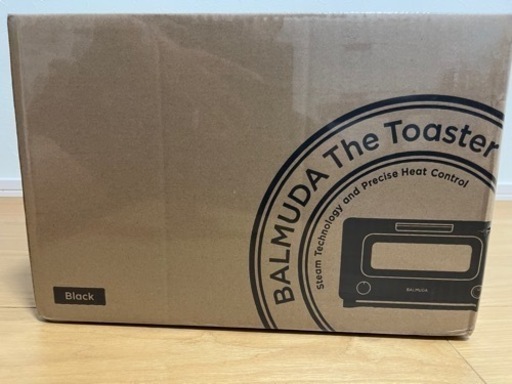 BALMUDA The Toaster
Steam Technology and Precise Heat Control
BALMUDA
Black